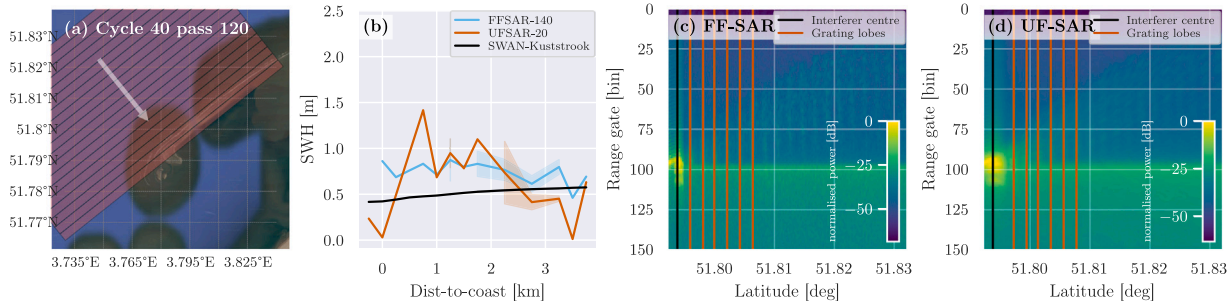 (a) Cycle 40 pass 120
51.83°N
51.82°N
51.81°N
51.8°N
51.79°N
51.78°N
51.77°N
3.735°E 3.765°E 3.795°E 3.825°E
(b)
FFSAR-140
UFSAR-20
SWAN-Kuststrook
SWH [m]
2.5
2.0
1.5
1.0
0.5
0.0
0 1 2 3
Dist-to-coast [km]
(c) FF-SAR
Interferer centre
Grating lobes
Range gate [bin]
0
25
50
75
100
125
150
normalised power [dB]
0
−25
−50
51.80 51.81 51.82 51.83
Latitude [deg]
(d) UF-SAR
Interferer centre
Grating lobes
Range gate [bin]
0
25
50
75
100
125
150
normalised power [dB]
0
−25
−50
51.80 51.81 51.82 51.83
Latitude [deg]